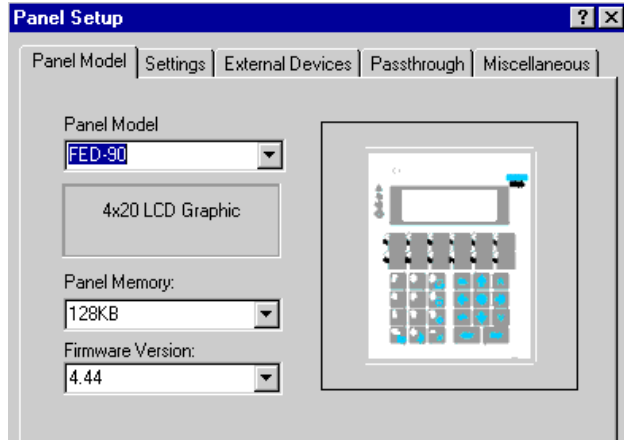 Panel Setup
Panel Model Settings External Devices Passthrough Miscellaneous
Panel Model
FED-90
4x20 LCD Graphic
Panel Memory:
128KB
Firmware Version:
4.44